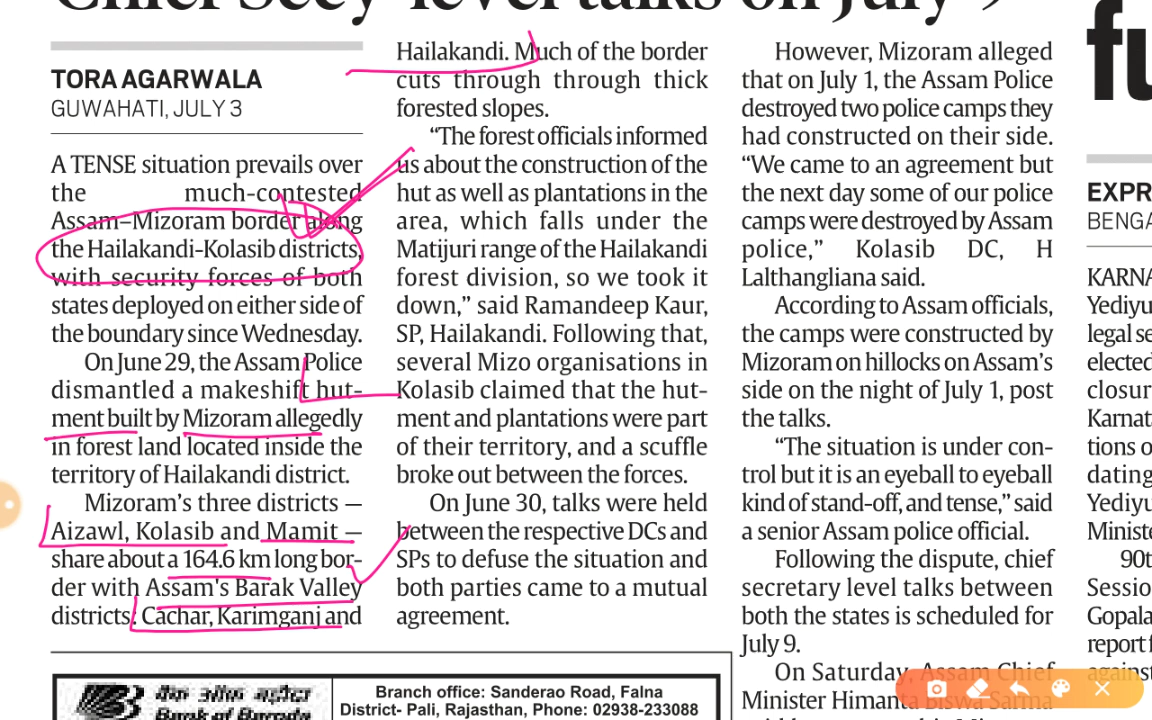 Chief Secy-level talks on July 9
TORA AGARWALA
GUWAHATI, JULY 3
A TENSE situation prevails over
the much-contested
Assam–Mizoram border along
the Hailakandi-Kolasib districts,
with security forces of both
states deployed on either side of
the boundary since Wednesday.
On June 29, the Assam Police
dismantled a makeshift hut-
ment built by Mizoram allegedly
in forest land located inside the
territory of Hailakandi district.
Mizoram's three districts —
Aizawl, Kolasib and Mamit —
share about a 164.6 km long bor-
der with Assam's Barak Valley
districts: Cachar, Karimganj and
Hailakandi. Much of the border
cuts through through thick
forested slopes.
“The forest officials informed
us about the construction of the
hut as well as plantations in the
area, which falls under the
Matijuri range of the Hailakandi
forest division, so we took it
down,” said Ramandeep Kaur,
SP, Hailakandi. Following that,
several Mizo organisations in
Kolasib claimed that the hut-
ment and plantations were part
of their territory, and a scuffle
broke out between the forces.
On June 30, talks were held
between the respective DCs and
SPs to defuse the situation and
both parties came to a mutual
agreement.
However, Mizoram alleged
that on July 1, the Assam Police
destroyed two police camps they
had constructed on their side.
“We came to an agreement but
the next day some of our police
camps were destroyed by Assam
police,” Kolasib DC, H
Lalthangliana said.
According to Assam officials,
the camps were constructed by
Mizoram on hillocks on Assam's
side on the night of July 1, post
the talks.
“The situation is under con-
trol but it is an eyeball to eyeball
kind of stand-off, and tense,” said
a senior Assam police official.
Following the dispute, chief
secretary level talks between
both the states is scheduled for
July 9.
On Saturday, Assam Chief
Minister Himanta Biswa Sarma
fu
EXPR
BENGA
KARNA
Yediyu
legal se
elected
closur
Karnat
tions o
dating
Yediyu
Ministe
90t
Sessio
Gopala
report f
against
Bank of Baroda
Branch office: Sanderao Road, Falna
District- Pali, Rajasthan, Phone: 02938-233088